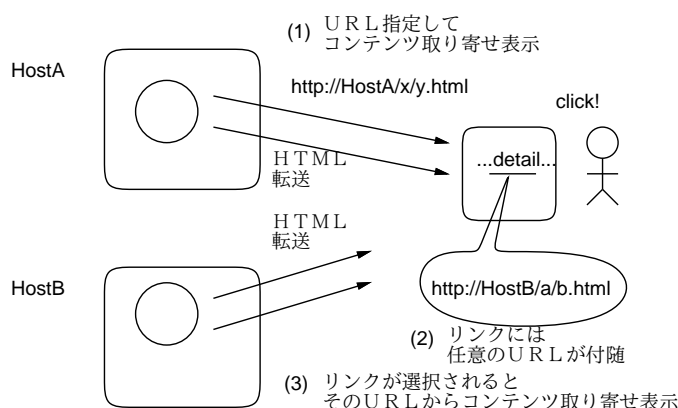 (1) ＵＲＬ指定して
コンテンツ取り寄せ表示
HostA
http://HostA/x/y.html
click!
...detail...
ＨＴＭＬ
転送
ＨＴＭＬ
転送
HostB
http://HostB/a/b.html
(2) リンクには
任意のＵＲＬが付随
(3) リンクが選択されると
そのＵＲＬからコンテンツ取り寄せ表示